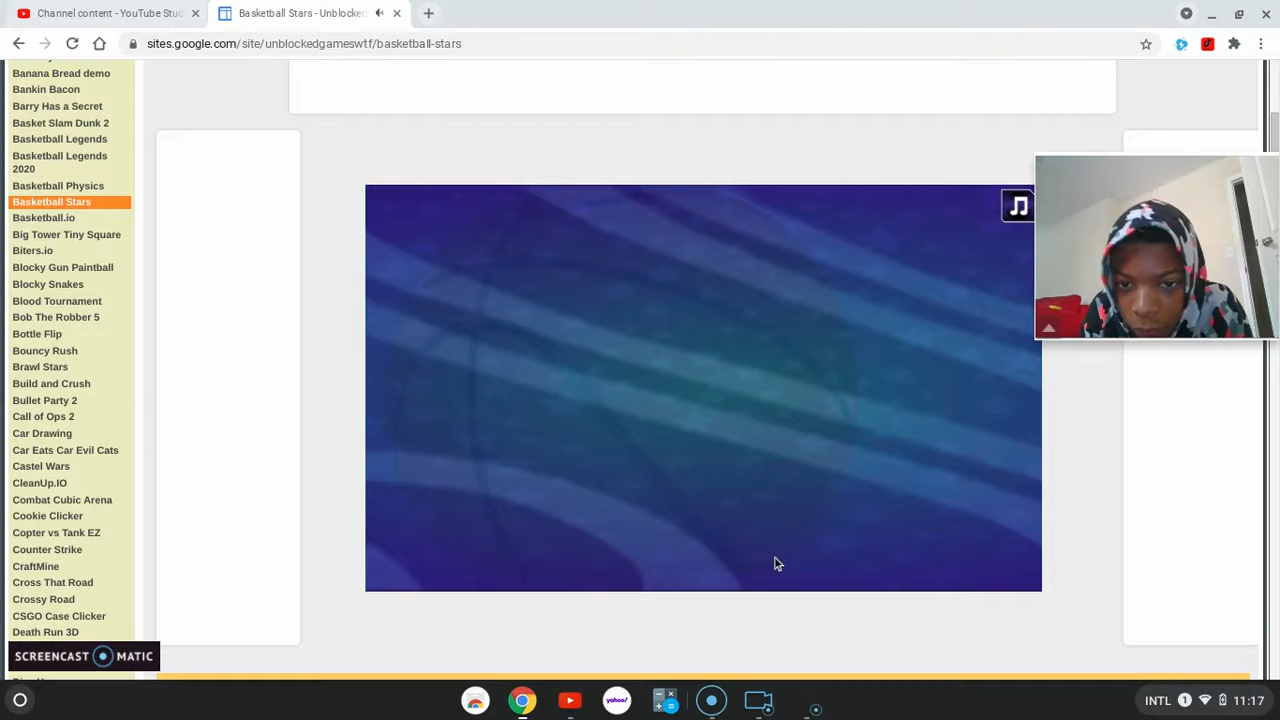 Channel content - YouTube Stud
Basketball Stars - Unblocked
sites.google.com/site/unblockedgameswtf/basketball-stars
Banana Bread demo
Bankin Bacon
Barry Has a Secret
Basket Slam Dunk 2
Basketball Legends
Basketball Legends
2020
Basketball Physics
Basketball Stars
Basketball.io
Big Tower Tiny Square
Biters.io
Blocky Gun Paintball
Blocky Snakes
Blood Tournament
Bob The Robber 5
Bottle Flip
Bouncy Rush
Brawl Stars
Build and Crush
Bullet Party 2
Call of Ops 2
Car Drawing
Car Eats Car Evil Cats
Castel Wars
CleanUp.IO
Combat Cubic Arena
Cookie Clicker
Copter vs Tank EZ
Counter Strike
CraftMine
Cross That Road
Crossy Road
CSGO Case Clicker
Death Run 3D
SCREENCAST MATIC
yahoo!
INTL 1 11:17